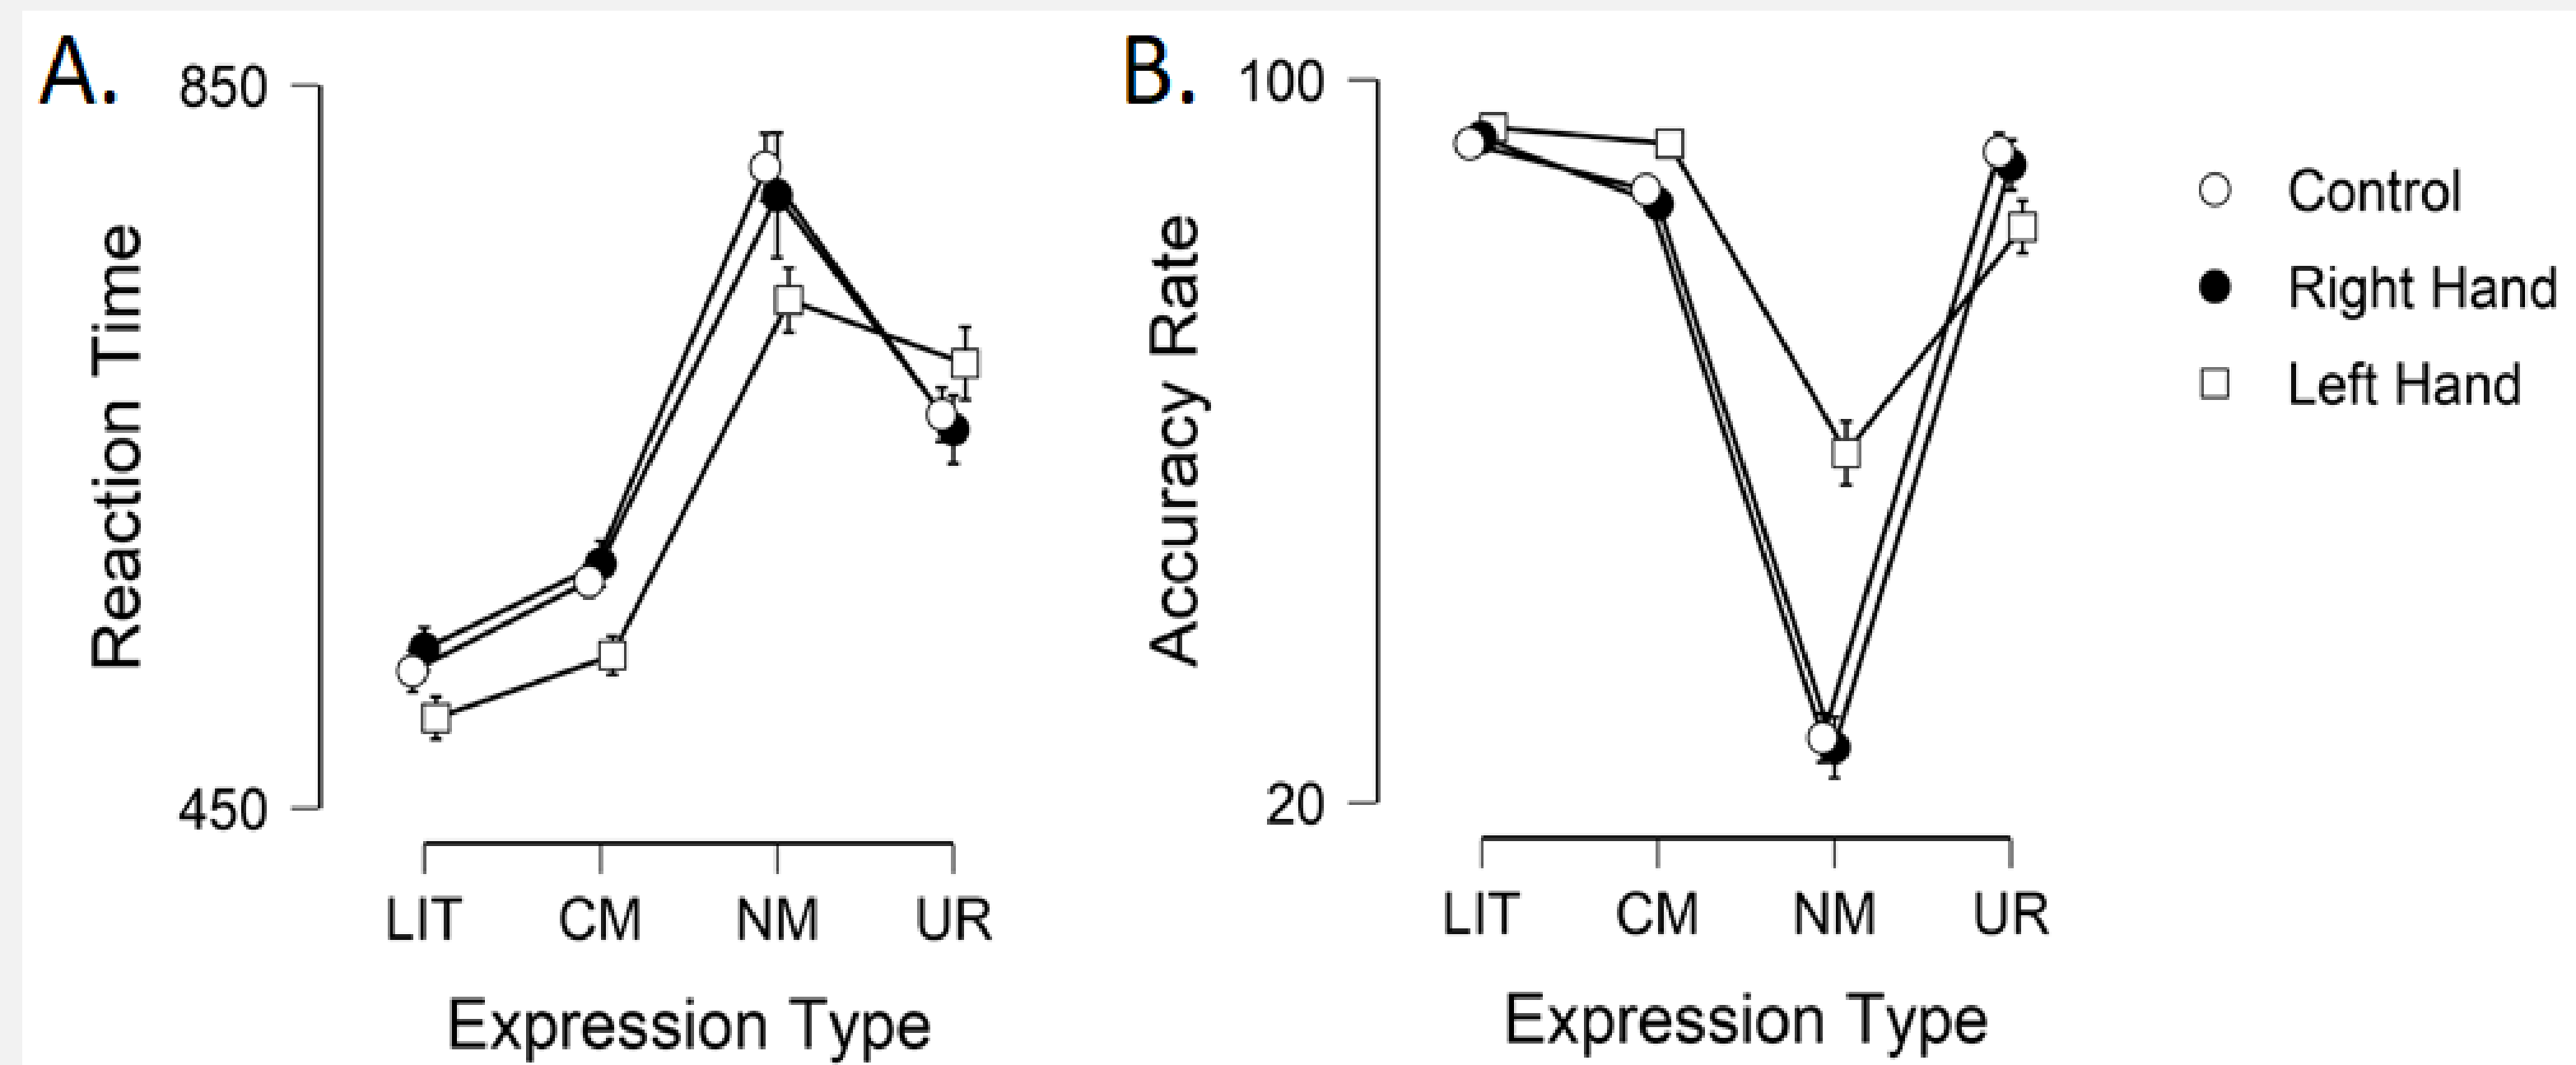 A.
850
Reaction Time
450
LIT CM NM UR
Expression Type
B.
100
Accuracy Rate
20
LIT CM NM UR
Expression Type
Control
Right Hand
Left Hand